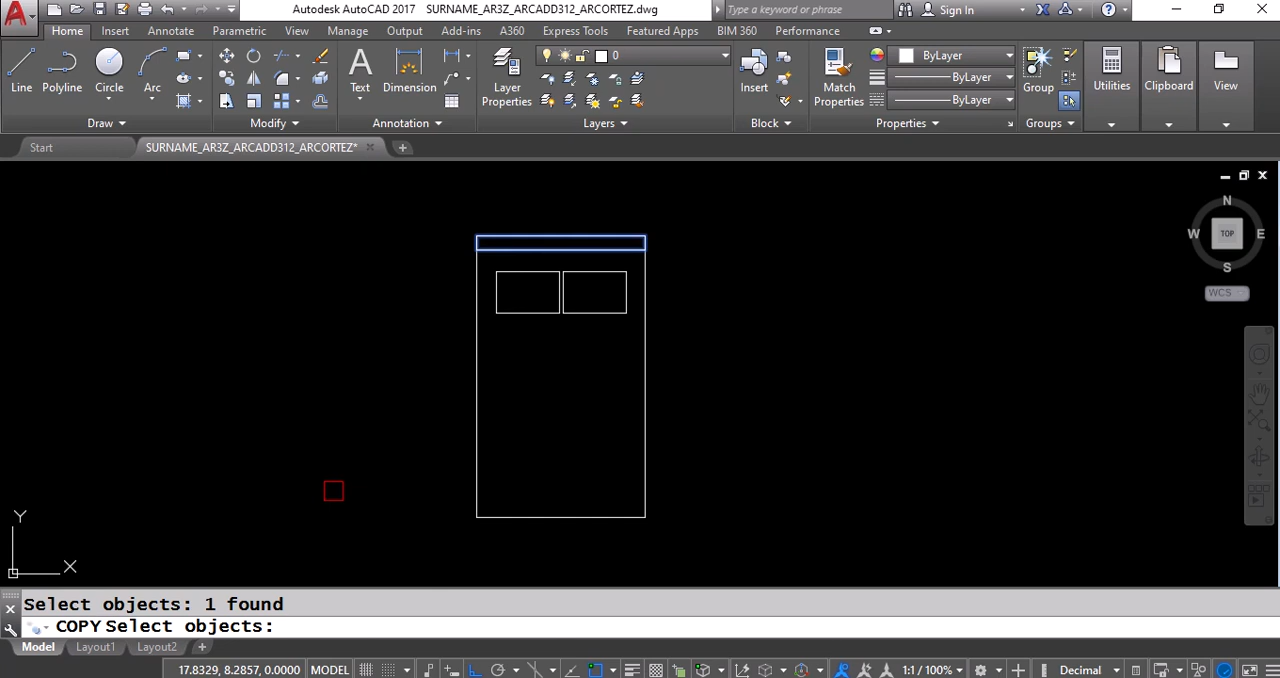 Autodesk AutoCAD 2017 SURNAME_AR3Z_ARCADD312_ARCORTEZ.dwg
Type a keyword or phrase
Sign In
Home Insert Annotate Parametric View Manage Output Add-ins A360 Express Tools Featured Apps BIM 360 Performance
Line
Polyline
Circle
Arc
Text
Dimension
Layer
Properties
0
Insert
Match
Properties
ByLayer
ByLayer
ByLayer
Group
Utilities
Clipboard
View
Draw
Modify
Annotation
Layers
Block
Properties
Groups
Start
SURNAME_AR3Z_ARCADD312_ARCORTEZ*
N
W
TOP
E
S
WCS
Y
X
Select objects: 1 found
COPY Select objects:
Model Layout1 Layout2
17.8329, 8.2857, 0.0000 MODEL
1:1 / 100%
Decimal